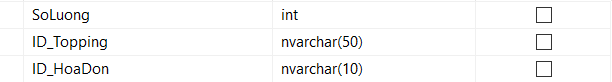 SoLuong int
ID_Topping nvarchar(50)
ID_HoaDon nvarchar(10)